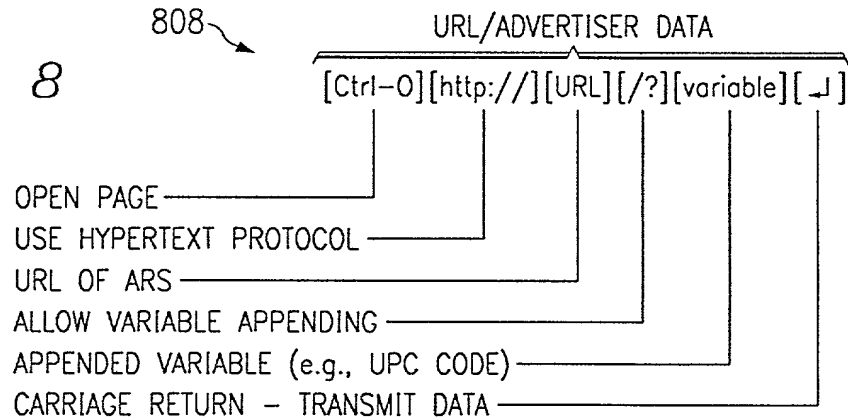 808
URL/ADVERTISER DATA
8
[Ctrl-O][http://][URL][/?][variable][↵]
OPEN PAGE
USE HYPERTEXT PROTOCOL
URL OF ARS
ALLOW VARIABLE APPENDING
APPENDED VARIABLE (e.g., UPC CODE)
CARRIAGE RETURN - TRANSMIT DATA